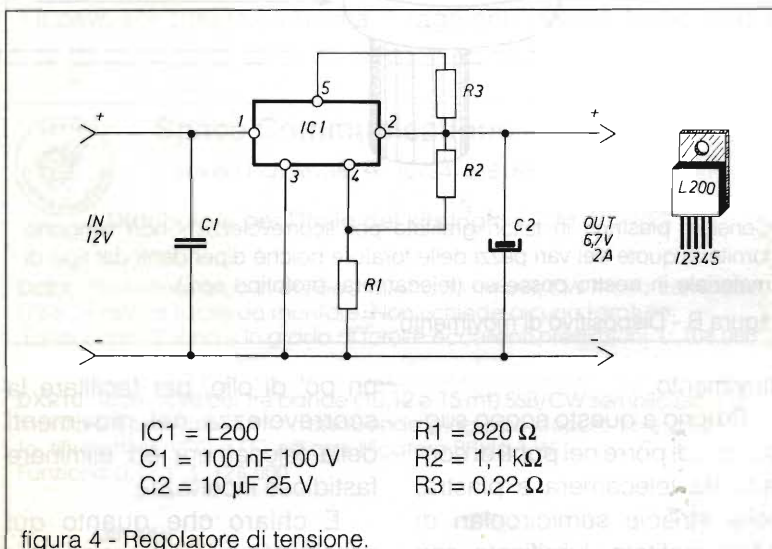 5
R3
1
IC1
2
+
+
3
4
R2
L200
IN
12V
C1
C2
OUT
6,7V
2A
12345
R1
-
-
IC1 = L200
R1 = 820 Ω
C1 = 100 nF 100 V
R2 = 1,1 kΩ
C2 = 10 µF 25 V
R3 = 0,22 Ω
figura 4 - Regolatore di tensione.